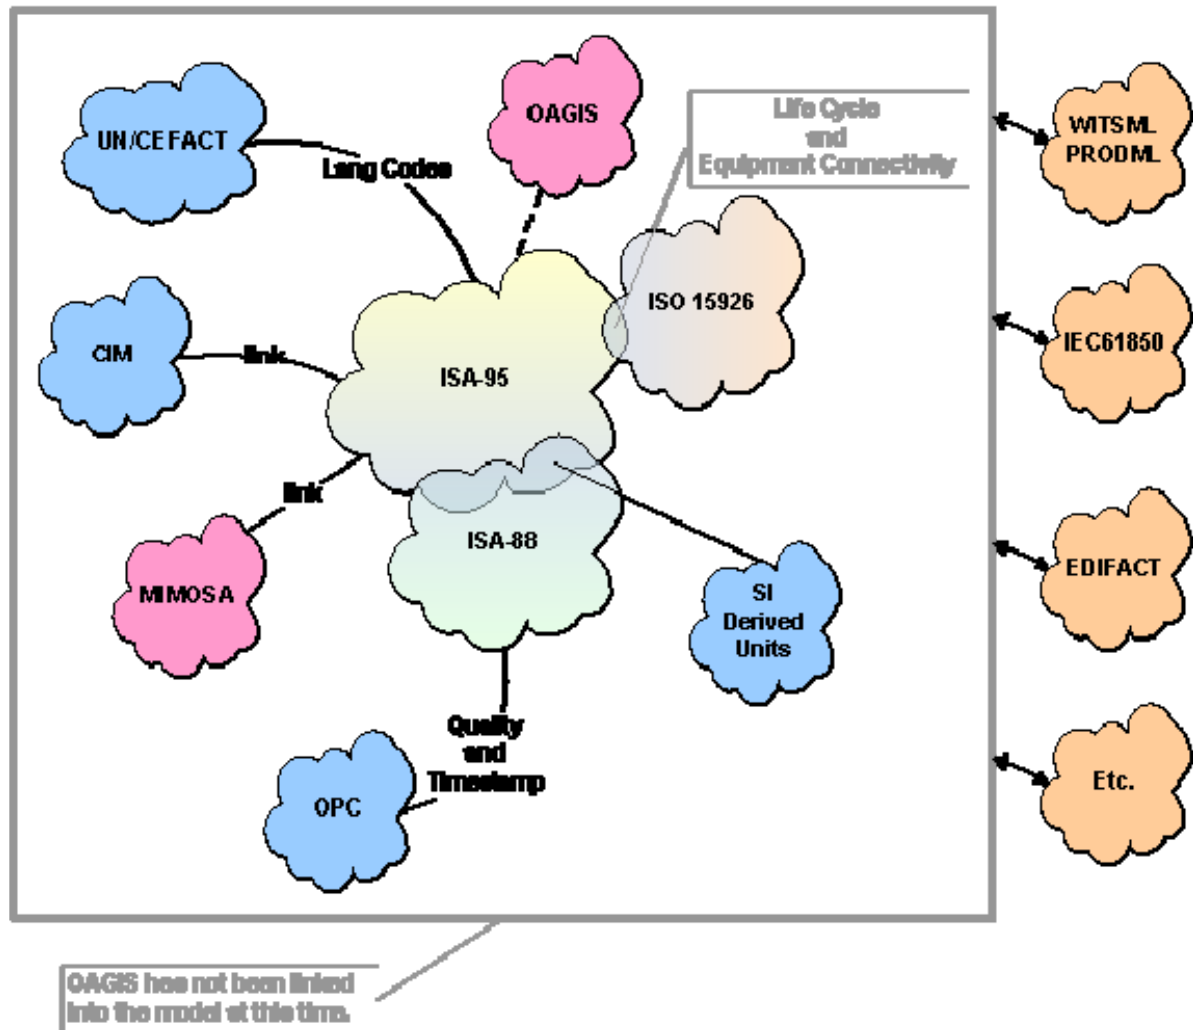 UN/CEFACT
Lang Codes
OAGIS
Life Cycle
and
Equipment Connectivity
WITSML
PRODML
ISO 15926
IEC61850
CIM
link
ISA-95
link
MIMOSA
ISA-88
SI
Derived
Units
EDIFACT
Quality
and
Timestamp
OPC
Etc.
OAGIS has not been linked
into the model at this time.